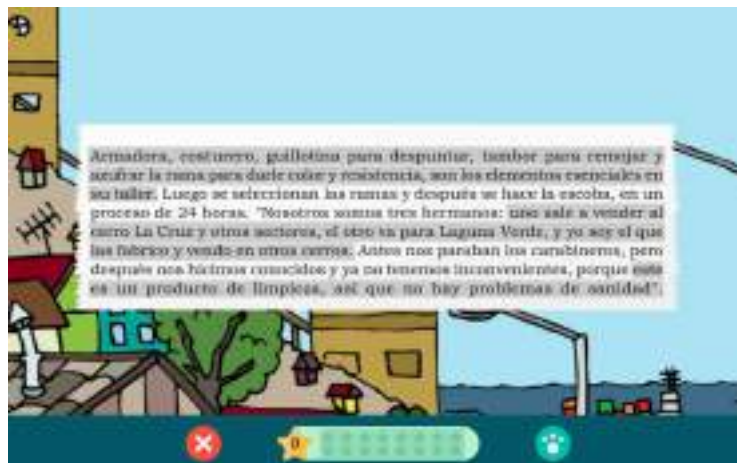 Armadora, costurero, guillotina para despuntar, tambor para remojar y
azufrar la rama para darle color y resistencia, son los elementos esenciales en
su taller. Luego se seleccionan las ramas y después se hace la escoba, en un
proceso de 24 horas. "Nosotros somos tres hermanos: uno sale a vender al
cerro La Cruz y otros sectores, el otro va para Laguna Verde, y yo soy el que
las fabrico y vendo en otros cerros. Antes nos paraban los carabineros, pero
después nos hicimos conocidos y ya no tenemos inconvenientes, porque este
es un producto de limpieza, así que no hay problemas de sanidad".
0